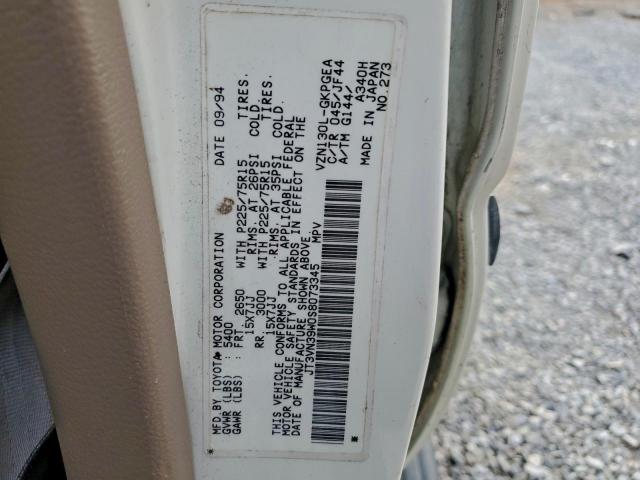 MFD. BY TOYOTA MOTOR CORPORATION DATE 09/94
GVWR (LBS) : 5400
GAWR (LBS) : FRT. 2650 WITH P225/75R15 TIRES.
15X7JJ RIMS. AT 26PSI COLD.
RR. 3000 WITH P225/75R15 TIRES.
15X7JJ RIMS. AT 35PSI COLD.
THIS VEHICLE CONFORMS TO ALL APPLICABLE FEDERAL
MOTOR VEHICLE SAFETY STANDARDS IN EFFECT ON THE
DATE OF MANUFACTURE SHOWN ABOVE.
* JT3VN39W0S8073345 MPV *
VZN130L-GKPGEA
C/TR 045/JF44
A/TM G144/ A340H
MADE IN JAPAN
NO.273